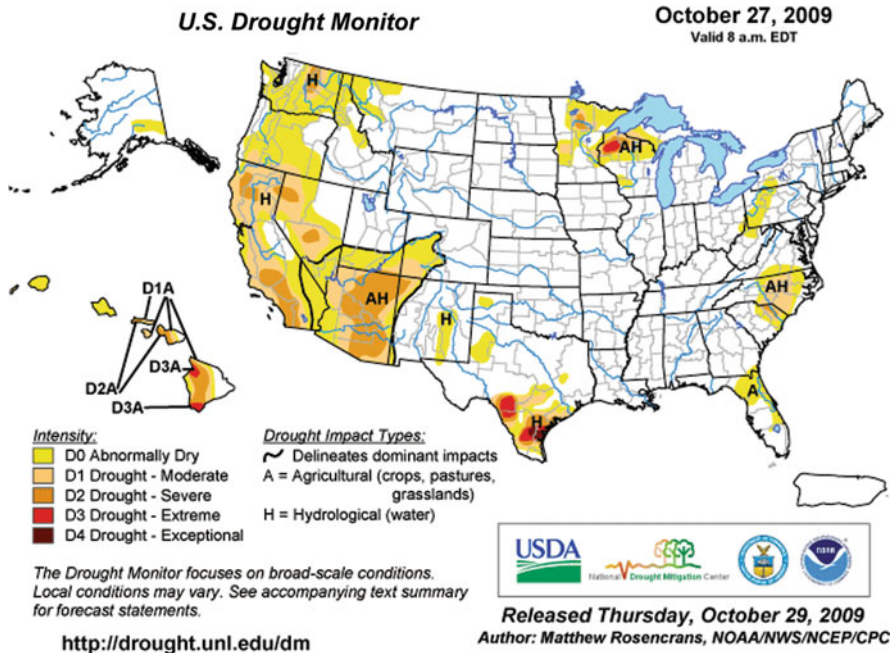 U.S. Drought Monitor
October 27, 2009
Valid 8 a.m. EDT
H
H
AH
H
H
AH
AH
A
D1A
D2A
D3A
D3A
Intensity:
D0 Abnormally Dry
D1 Drought - Moderate
D2 Drought - Severe
D3 Drought - Extreme
D4 Drought - Exceptional
Drought Impact Types:
Delineates dominant impacts
A = Agricultural (crops, pastures,
grasslands)
H = Hydrological (water)
The Drought Monitor focuses on broad-scale conditions.
Local conditions may vary. See accompanying text summary
for forecast statements.
http://drought.unl.edu/dm
USDA
National Drought Mitigation Center
NOAA
Released Thursday, October 29, 2009
Author: Matthew Rosencrans, NOAA/NWS/NCEP/CPC